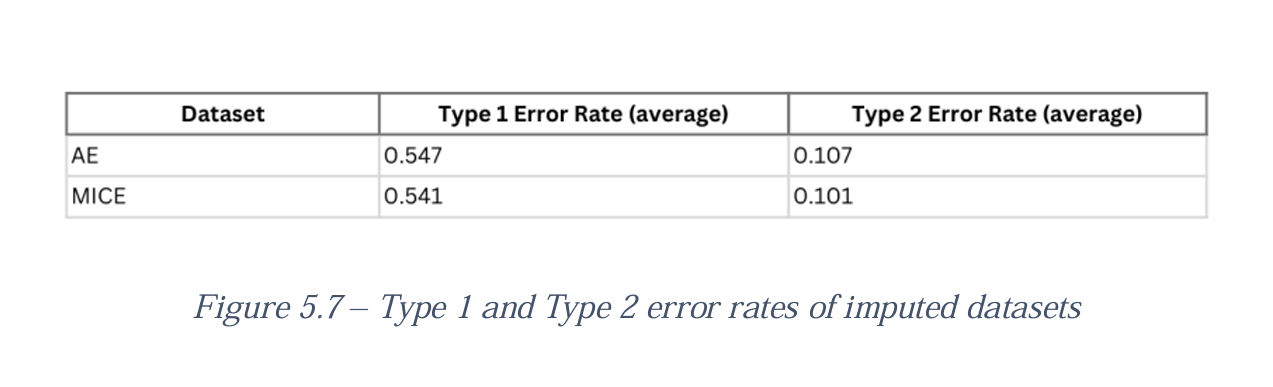 Dataset Type 1 Error Rate (average) Type 2 Error Rate (average)
AE 0.547 0.107
MICE 0.541 0.101
Figure 5.7 – Type 1 and Type 2 error rates of imputed datasets